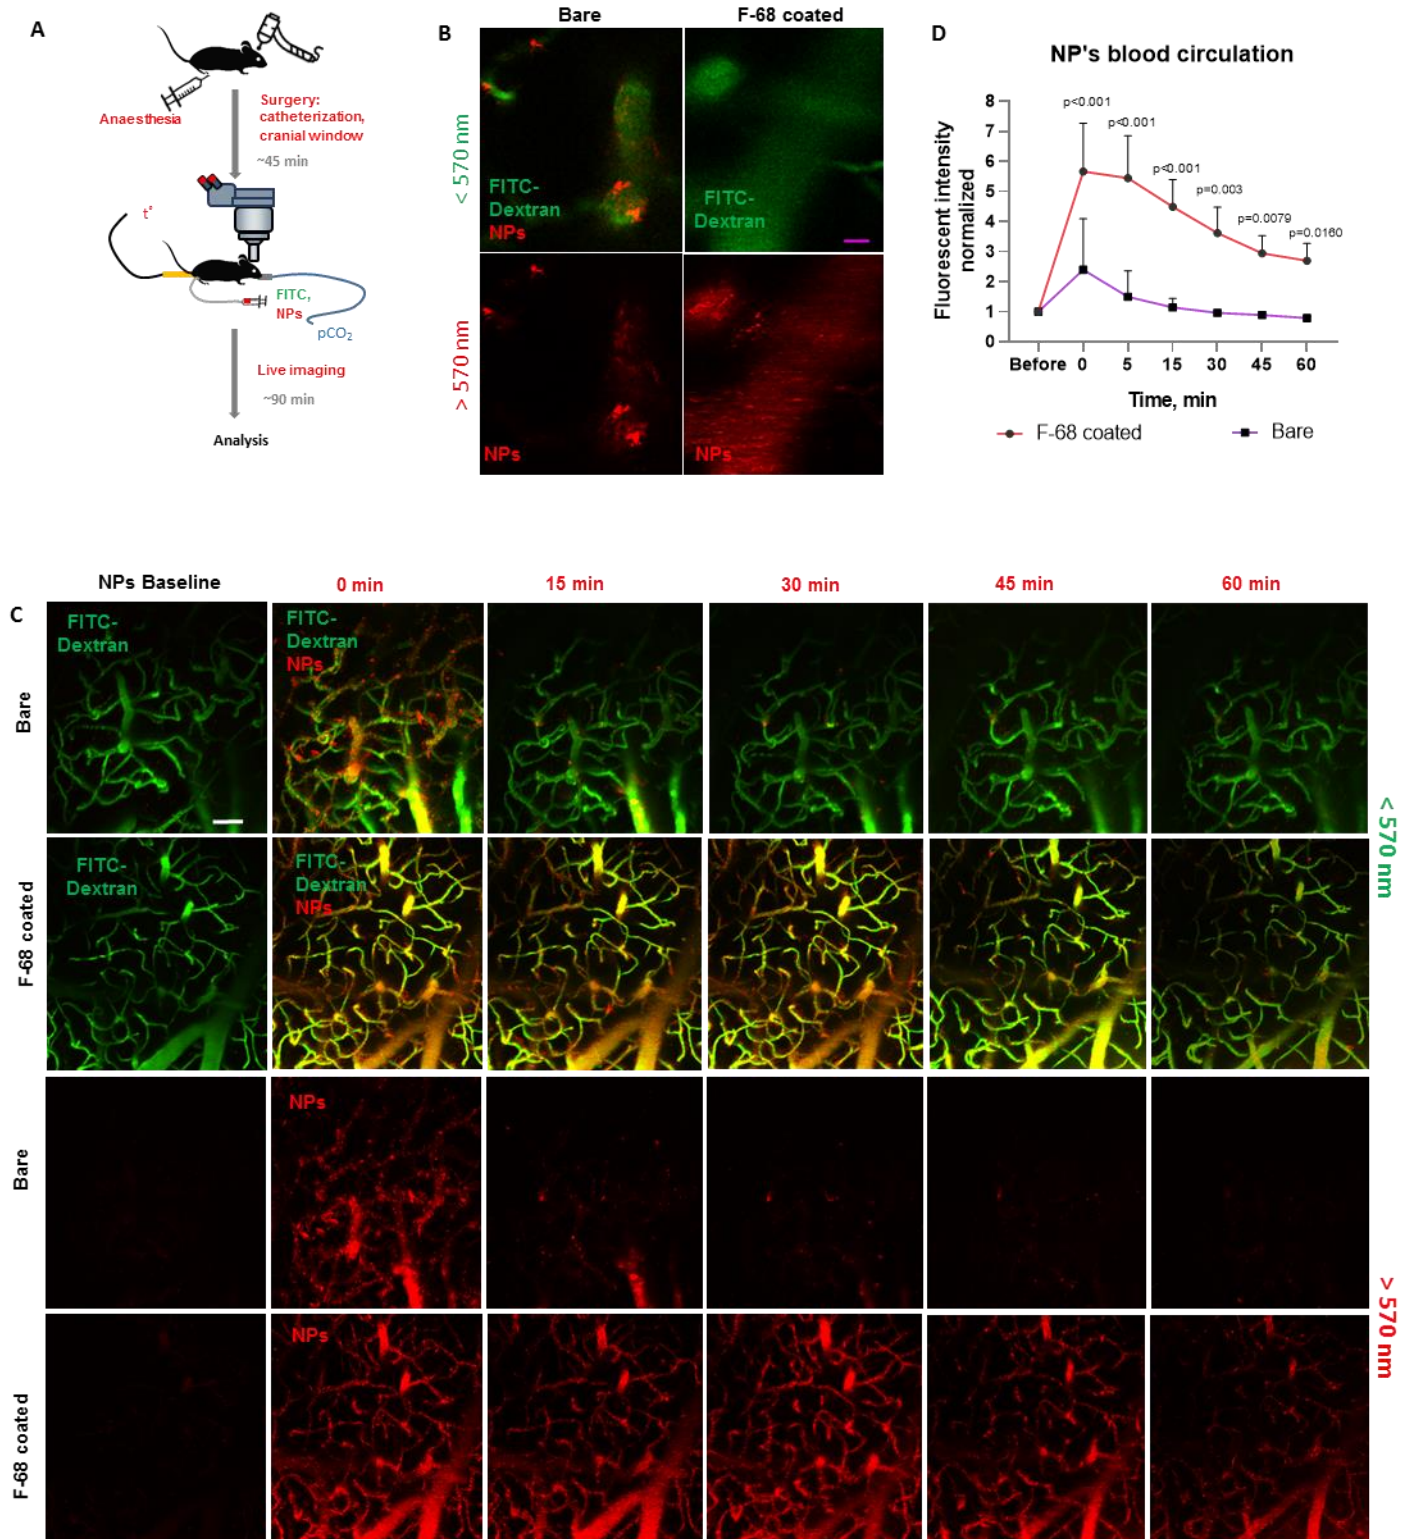 A
Anaesthesia
Surgery:
catheterization,
cranial window
~45 min
t°
FITC,
NPs
pCO2
Live imaging
~90 min
Analysis
B
Bare
F-68 coated
< 570 nm
> 570 nm
FITC-
Dextran
NPs
FITC-
Dextran
NPs
NPs
D
NP's blood circulation
Fluorescent intensity
normalized
8
7
6
5
4
3
2
1
0
p<0.001
p<0.001
p<0.001
p=0.003
p=0.0079
p=0.0160
Before
0
5
15
30
45
60
Time, min
F-68 coated
Bare
C
NPs Baseline
0 min
15 min
30 min
45 min
60 min
Bare
FITC-
Dextran
FITC-
Dextran
NPs
F-68 coated
FITC-
Dextran
FITC-
Dextran
NPs
< 570 nm
Bare
NPs
F-68 coated
NPs
> 570 nm